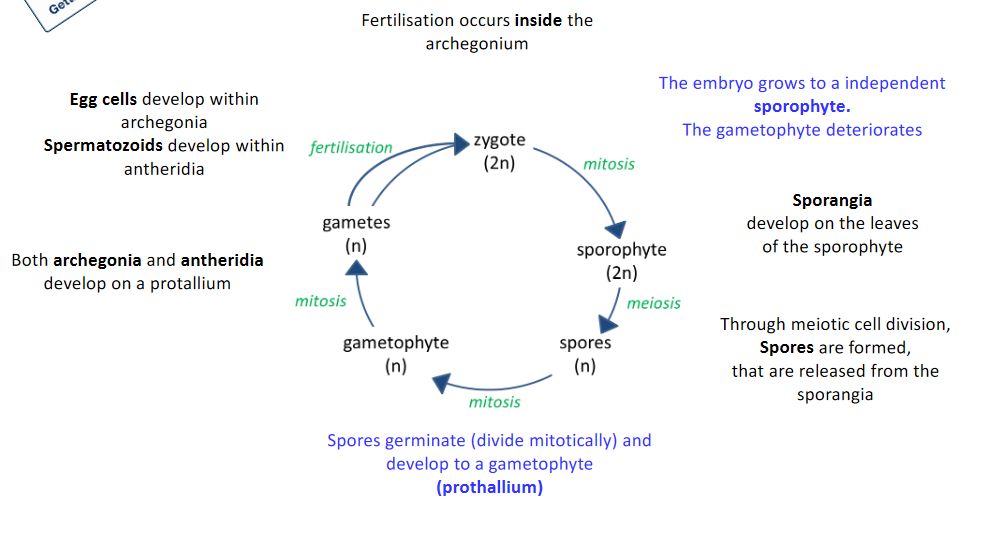 Fertilisation occurs inside the
archegonium
The embryo grows to a independent
sporophyte.
The gametophyte deteriorates
Egg cells develop within
archegonia
Spermatozoids develop within
antheridia
fertilisation
zygote
(2n)
mitosis
Sporangia
develop on the leaves
of the sporophyte
gametes
(n)
sporophyte
(2n)
Both archegonia and antheridia
develop on a protallium
mitosis
meiosis
gametophyte
(n)
spores
(n)
Through meiotic cell division,
Spores are formed,
that are released from the
sporangia
mitosis
Spores germinate (divide mitotically) and
develop to a gametophyte
(prothallium)